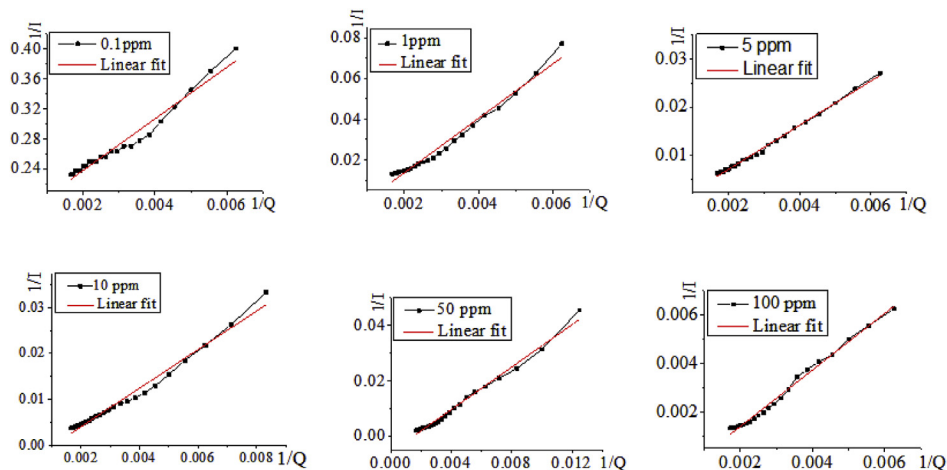 1/I
0.1ppm
Linear fit
0.40
0.36
0.32
0.28
0.24
0.002 0.004 0.006 1/Q
1/I
1ppm
Linear fit
0.08
0.06
0.04
0.02
0.000 0.002 0.004 0.006 1/Q
1/I
5 ppm
Linear fit
0.03
0.02
0.01
0.002 0.004 0.006 1/Q
1/I
10 ppm
Linear fit
0.03
0.02
0.01
0.00
0.002 0.004 0.006 0.008 1/Q
1/I
50 ppm
Linear fit
0.04
0.02
0.00
0.000 0.004 0.008 0.012 1/Q
1/I
100 ppm
Linear fit
0.006
0.004
0.002
0.000 0.002 0.004 0.006 1/Q